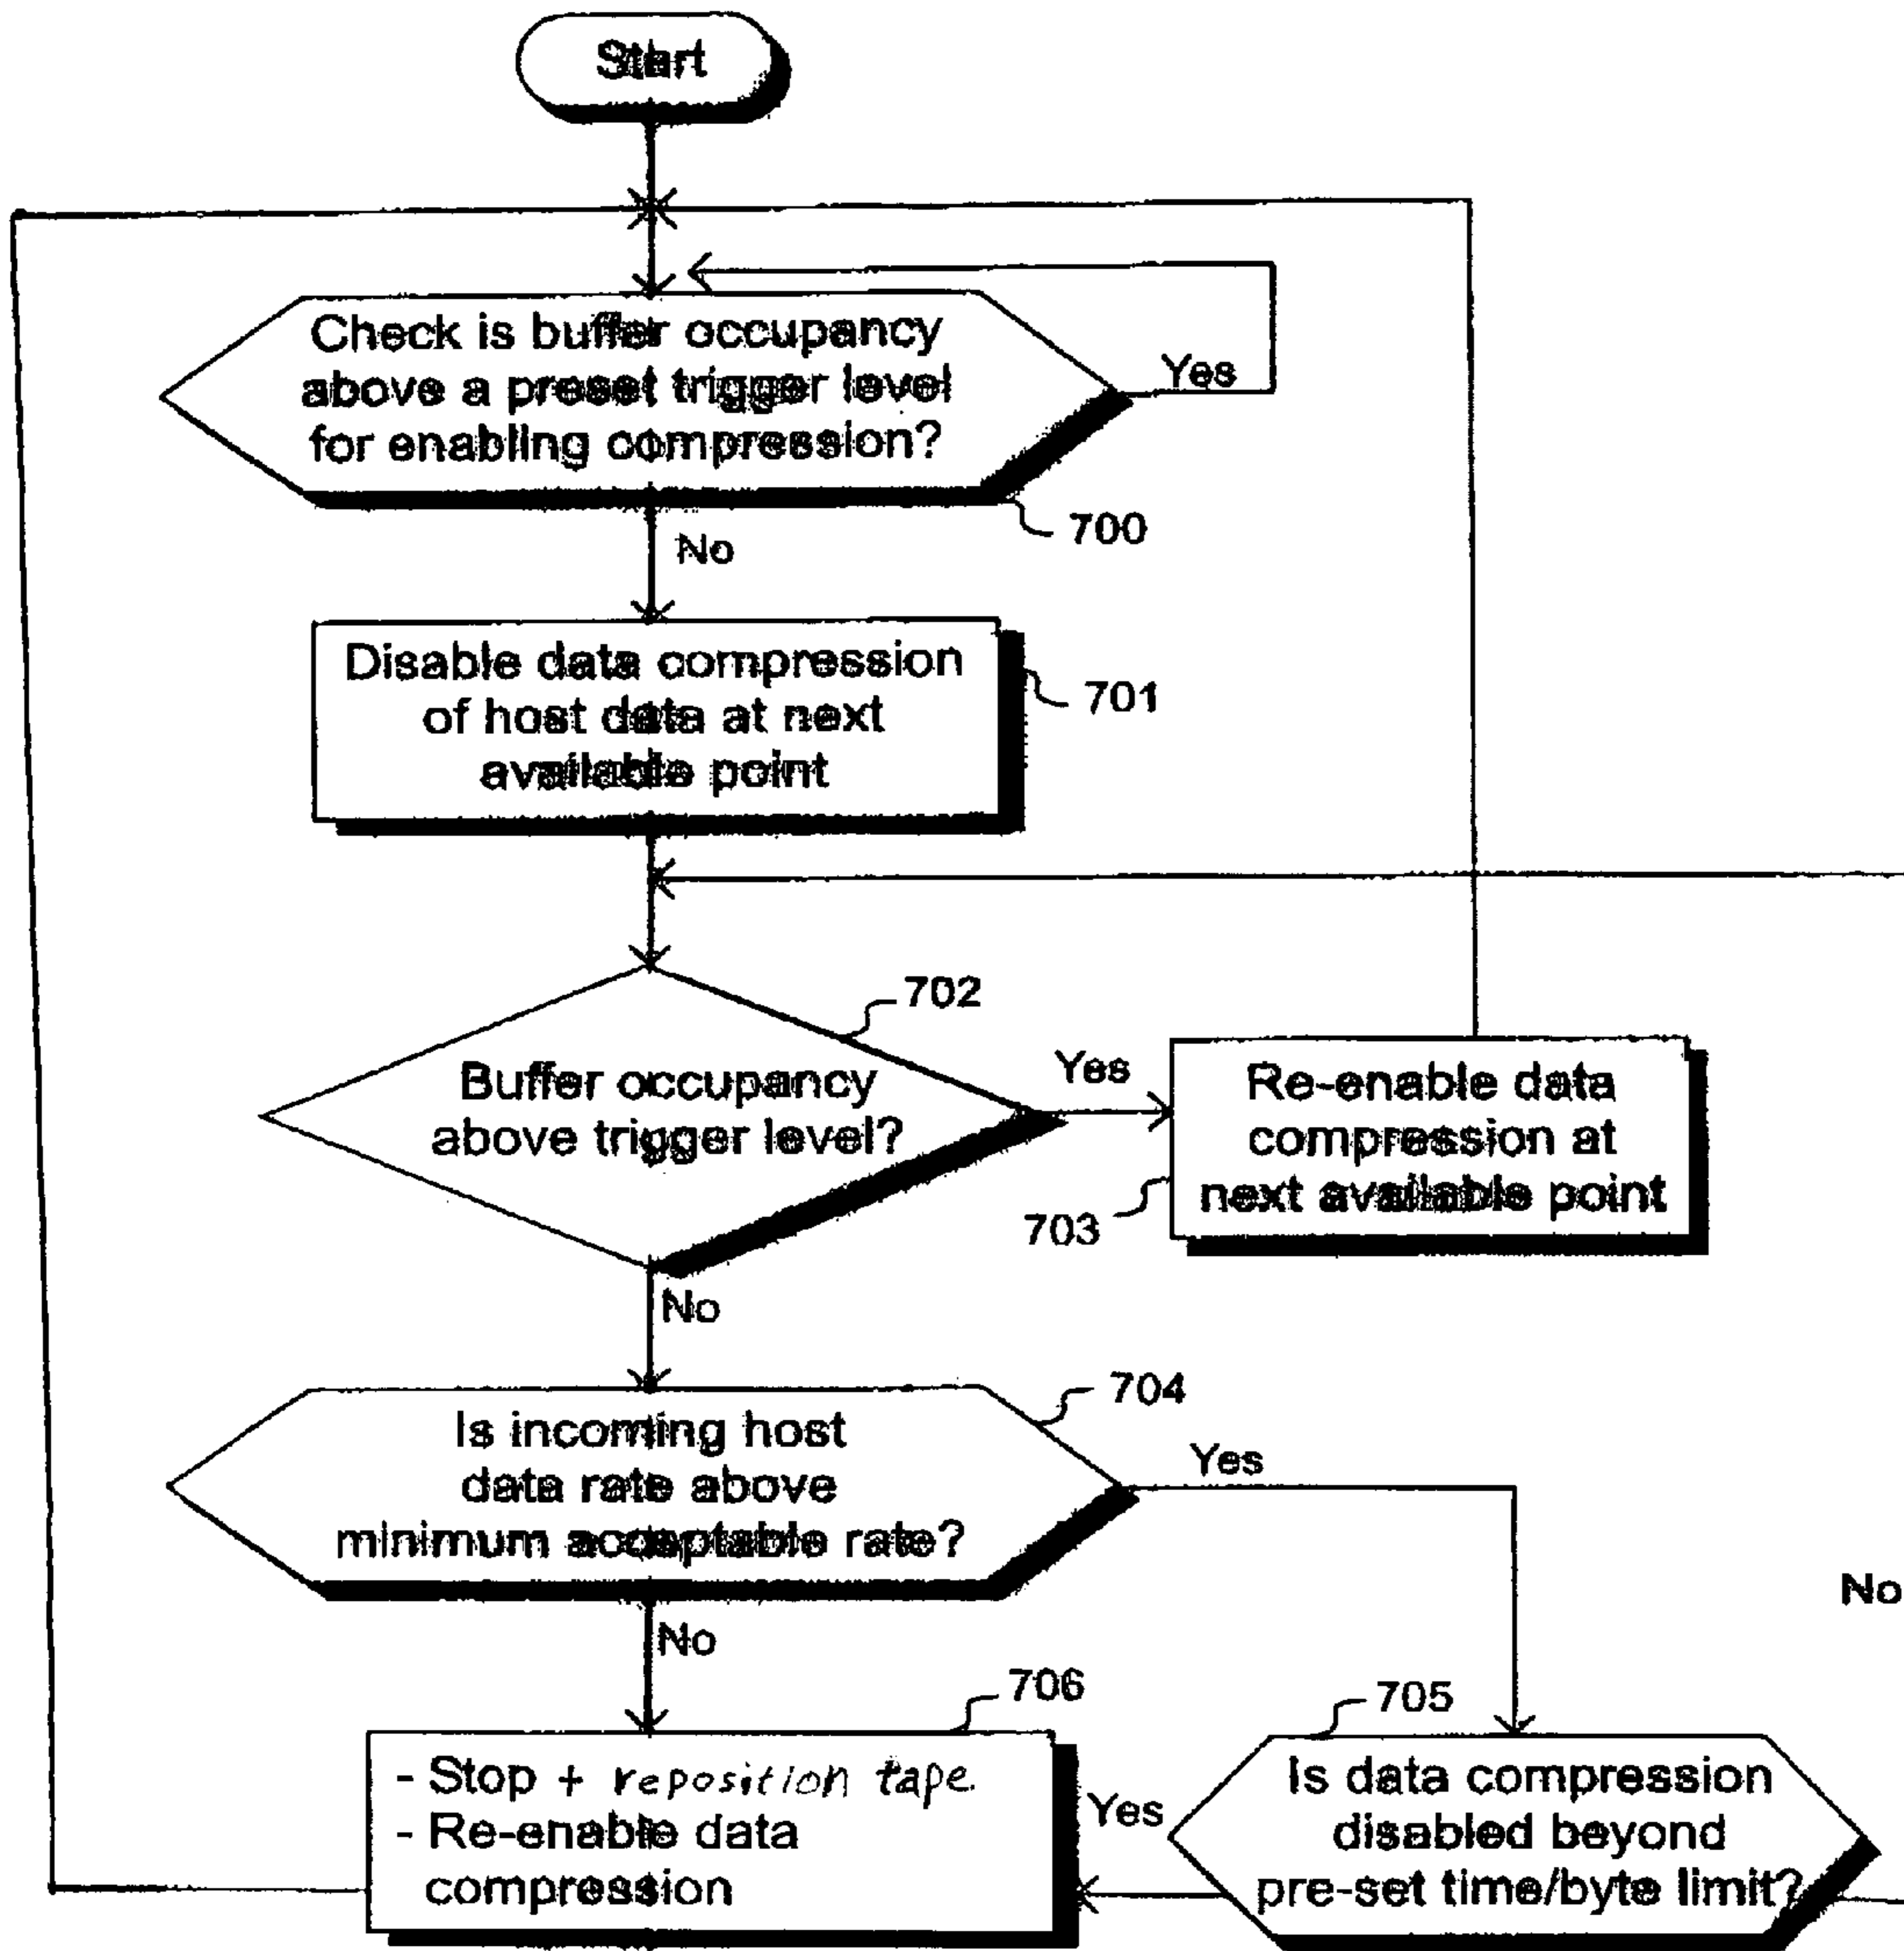 Start
Check is buffer occupancy
above a preset trigger level
for enabling compression?
Yes
700
No
Disable data compression
of host data at next
available point
701
702
Buffer occupancy
above trigger level?
Yes
Re-enable data
compression at
next available point
703
No
704
Is incoming host
data rate above
minimum acceptable rate?
Yes
No
No
706
- Stop + reposition tape.
- Re-enable data
compression
705
Yes
Is data compression
disabled beyond
pre-set time/byte limit?